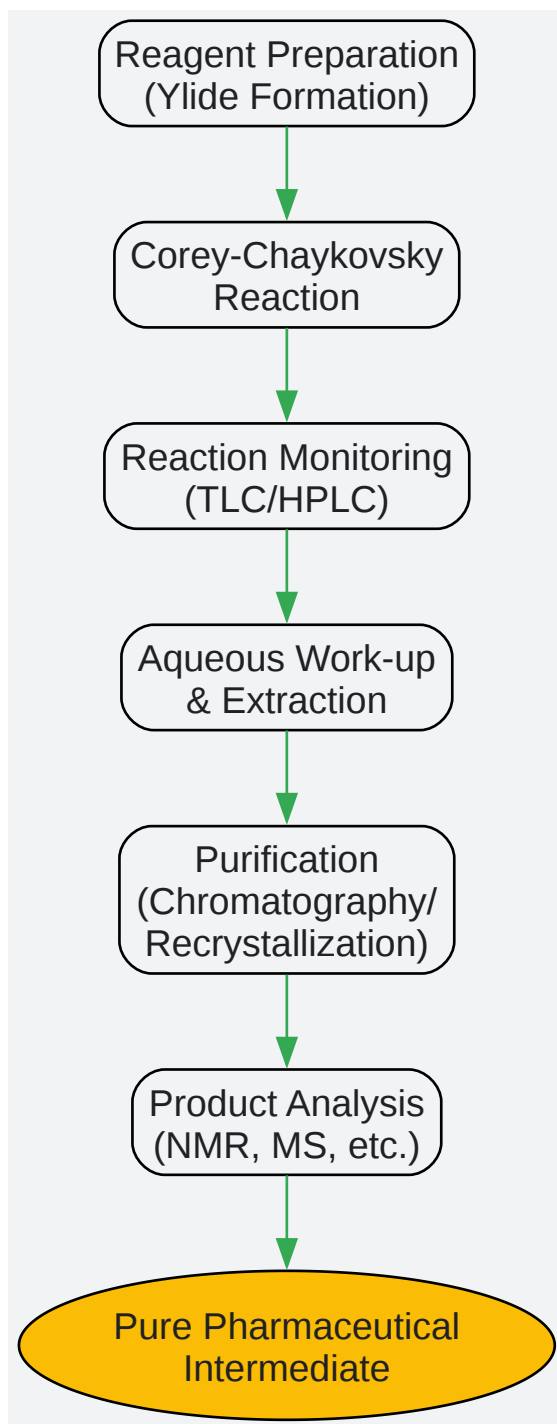 Reagent Preparation
(Ylide Formation)
Corey-Chaykovsky
Reaction
Reaction Monitoring
(TLC/HPLC)
Aqueous Work-up
& Extraction
Purification
(Chromatography/
Recrystallization)
Product Analysis
(NMR, MS, etc.)
Pure Pharmaceutical
Intermediate